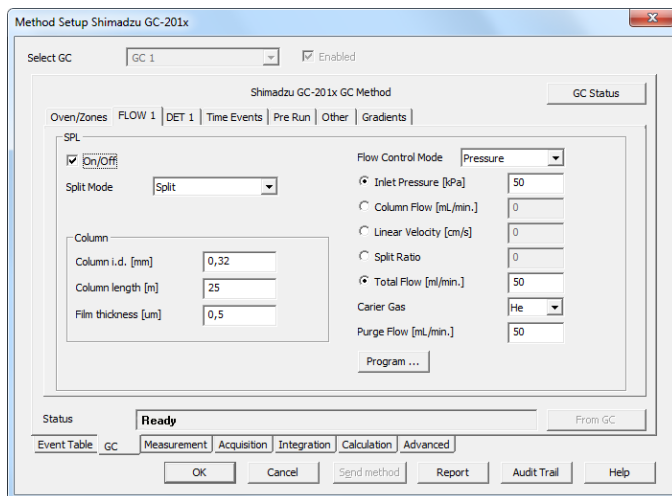 Method Setup Shimadzu GC-201x
Select GC GC 1 Enabled
Shimadzu GC-201x GC Method GC Status
Oven/Zones FLOW 1 DET 1 Time Events Pre Run Other Gradients
SPL
On/Off
Split Mode Split
Column
Column i.d. [mm] 0,32
Column length [m] 25
Film thickness [um] 0,5
Flow Control Mode Pressure
Inlet Pressure [kPa] 50
Column Flow [mL/min.] 0
Linear Velocity [cm/s] 0
Split Ratio 0
Total Flow [ml/min.] 50
Carier Gas He
Purge Flow [mL/min.] 50
Program ...
Status Ready From GC
Event Table GC Measurement Acquisition Integration Calculation Advanced
OK Cancel Send method Report Audit Trail Help